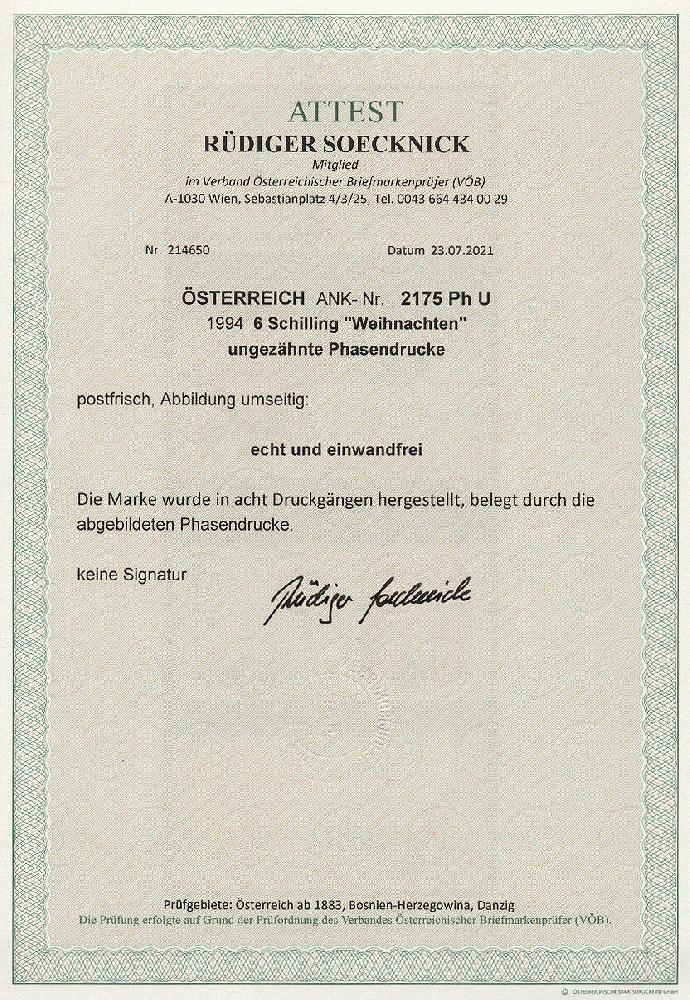 ATTEST
RÜDIGER SOECKNICK
Mitglied
im Verband Österreichischer Briefmarkenprüfer (VÖB)
A-1030 Wien, Sebastianplatz 4/3/25, Tel. 0043 664 434 00 29
Nr. 214650 Datum 23.07.2021
ÖSTERREICH ANK- Nr. 2175 Ph U
1994 6 Schilling "Weihnachten"
ungezähnte Phasendrucke
postfrisch, Abbildung umseitig:
echt und einwandfrei
Die Marke wurde in acht Druckgängen hergestellt, belegt durch die
abgebildeten Phasendrucke.
keine Signatur
Rüdiger Soecknick
Prüfgebiete: Österreich ab 1883, Bosnien-Herzegowina, Danzig
Die Prüfung erfolgte auf Grund der Prüfordnung des Verbandes Österreichischer Briefmarkenprüfer (VÖB).
© ÖSTERREICHISCHE STAATSDRUCKEREI GMBH